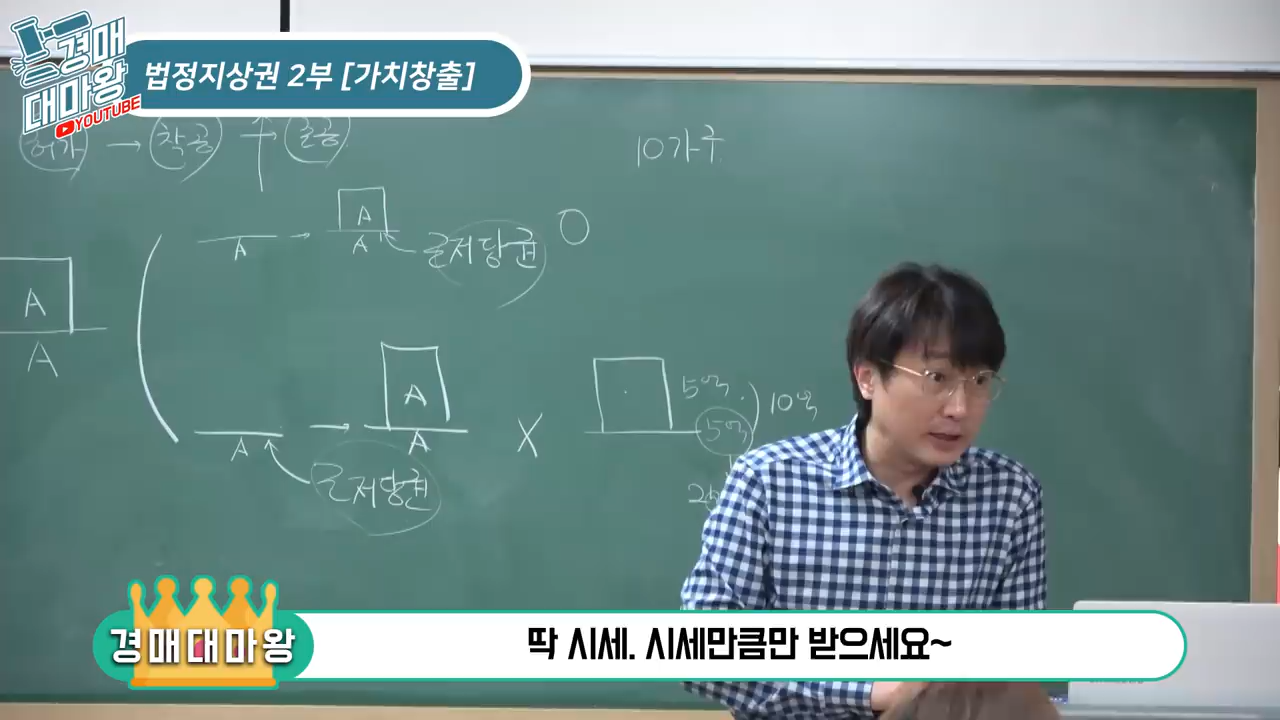 경매
대마왕
YOUTUBE
법정지상권 2부 [가치창출]
허가 → 착공 → 준공
10가구
A
A
A → A
A
근저당권 O
A
A
A → A
근저당권
X
5억
5억
10억
경매대마왕
딱 시세. 시세만큼만 받으세요~